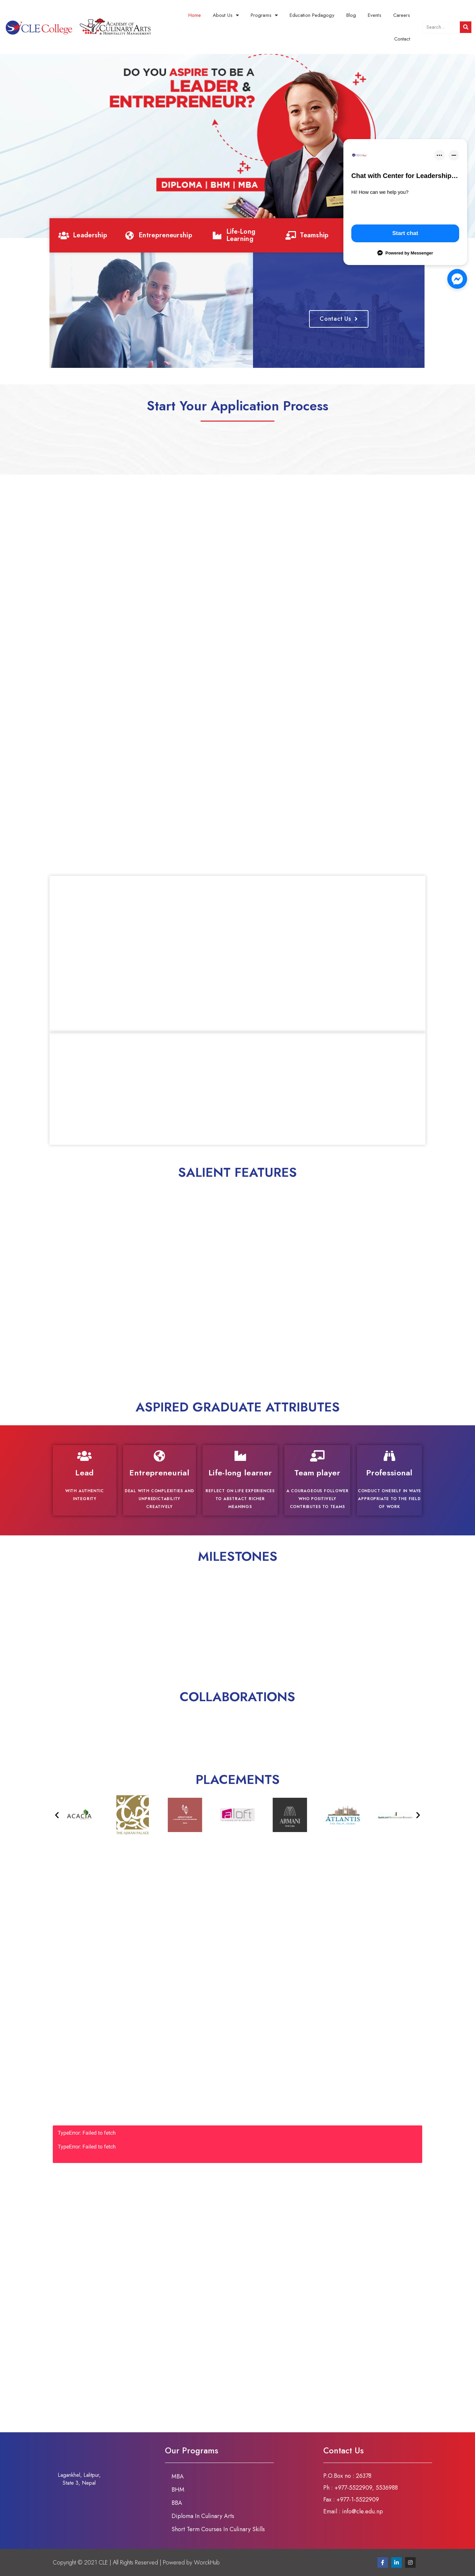 CLE College
ACADEMY OF
CULINARY ARTS
& HOSPITALITY MANAGEMENT
Home
About Us
Programs
Education Pedagogy
Blog
Events
Careers
Contact
Search
DO YOU ASPIRE TO BE A
LEADER &
ENTREPRENEUR?
DIPLOMA | BHM | MBA
Chat with Center for Leadership…
Hi! How can we help you?
Start chat
Powered by Messenger
Leadership
Entrepreneurship
Life-Long
Learning
Teamship
Contact Us
Start Your Application Process
SALIENT FEATURES
ASPIRED GRADUATE ATTRIBUTES
Lead
WITH AUTHENTIC
INTEGRITY
Entrepreneurial
DEAL WITH COMPLEXITIES AND
UNPREDICTABILITY
CREATIVELY
Life-long learner
REFLECT ON LIFE EXPERIENCES
TO ABSTRACT RICHER
MEANINGS
Team player
A COURAGEOUS FOLLOWER
WHO POSITIVELY
CONTRIBUTES TO TEAMS
Professional
CONDUCT ONESELF IN WAYS
APPROPRIATE TO THE FIELD
OF WORK
MILESTONES
COLLABORATIONS
PLACEMENTS
ACACIA
aloft
ARMANI
ATLANTIS
TypeError: Failed to fetch
TypeError: Failed to fetch
Lagankhel, Lalitpur,
State 3, Nepal
Our Programs
MBA
BHM
BBA
Diploma In Culinary Arts
Short Term Courses In Culinary Skills
Contact Us
P.O.Box no : 26378
Ph : +977-5522909, 5536988
Fax : +977-1-5522909
Email : info@cle.edu.np
Copyright © 2021 CLE | All Rights Reserved | Powered by WorckHub